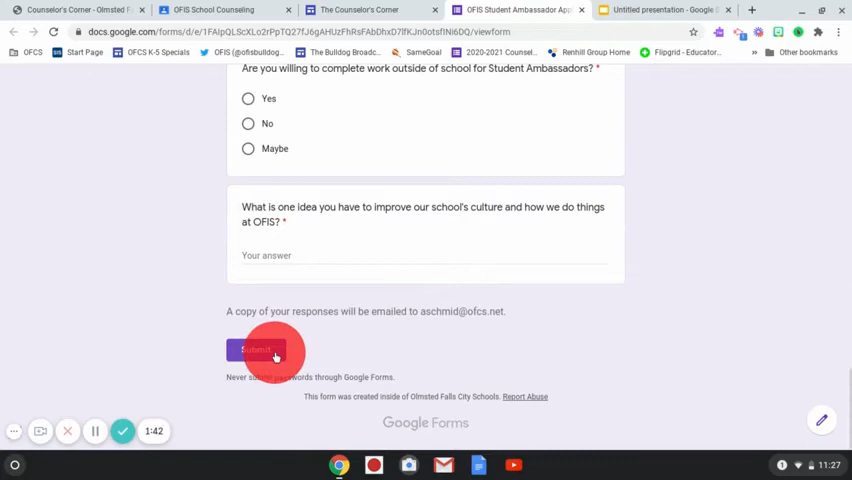 Counselor's Corner - Olmsted F
OFIS School Counseling
The Counselor's Corner
OFIS Student Ambassador App
Untitled presentation - Google S
docs.google.com/forms/d/e/
/viewform
OFCS
SIS
Start Page
OFCS K-5 Specials
OFIS (@ofisbulldog...
The Bulldog Broadc...
SameGoal
2020-2021 Counsel...
Renhill Group Home
Flipgrid - Educator...
»
Other bookmarks
Are you willing to complete work outside of school for Student Ambassadors? *
Yes
No
Maybe
What is one idea you have to improve our school's culture and how we do things
at OFIS? *
Your answer
A copy of your responses will be emailed to aschmid@ofcs.net.
Submit
Never submit passwords through Google Forms.
This form was created inside of Olmsted Falls City Schools. Report Abuse
Google Forms
1:42
1
11:27